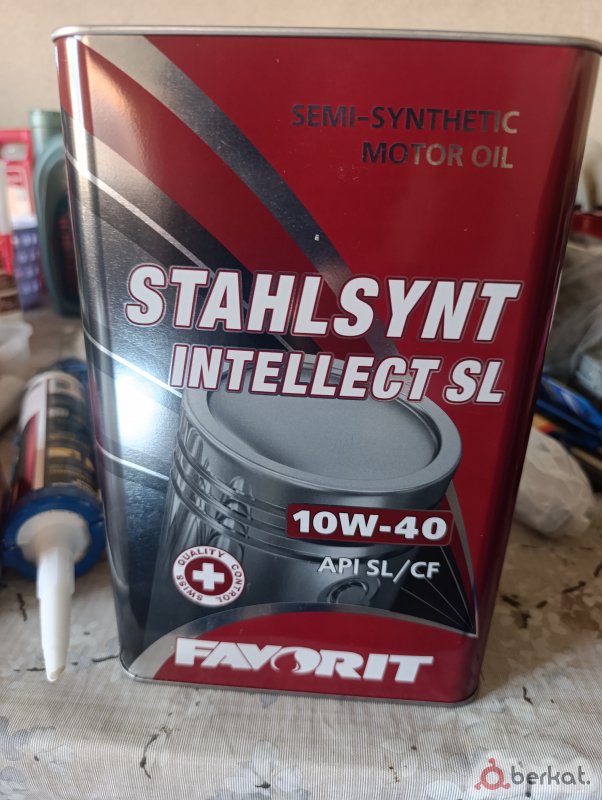 SEMI-SYNTHETIC
MOTOR OIL
STAHLSYNT
INTELLECT SL
10W-40
API SL/CF
QUALITY CONTROL
SWISS
FAVORIT
berkat.